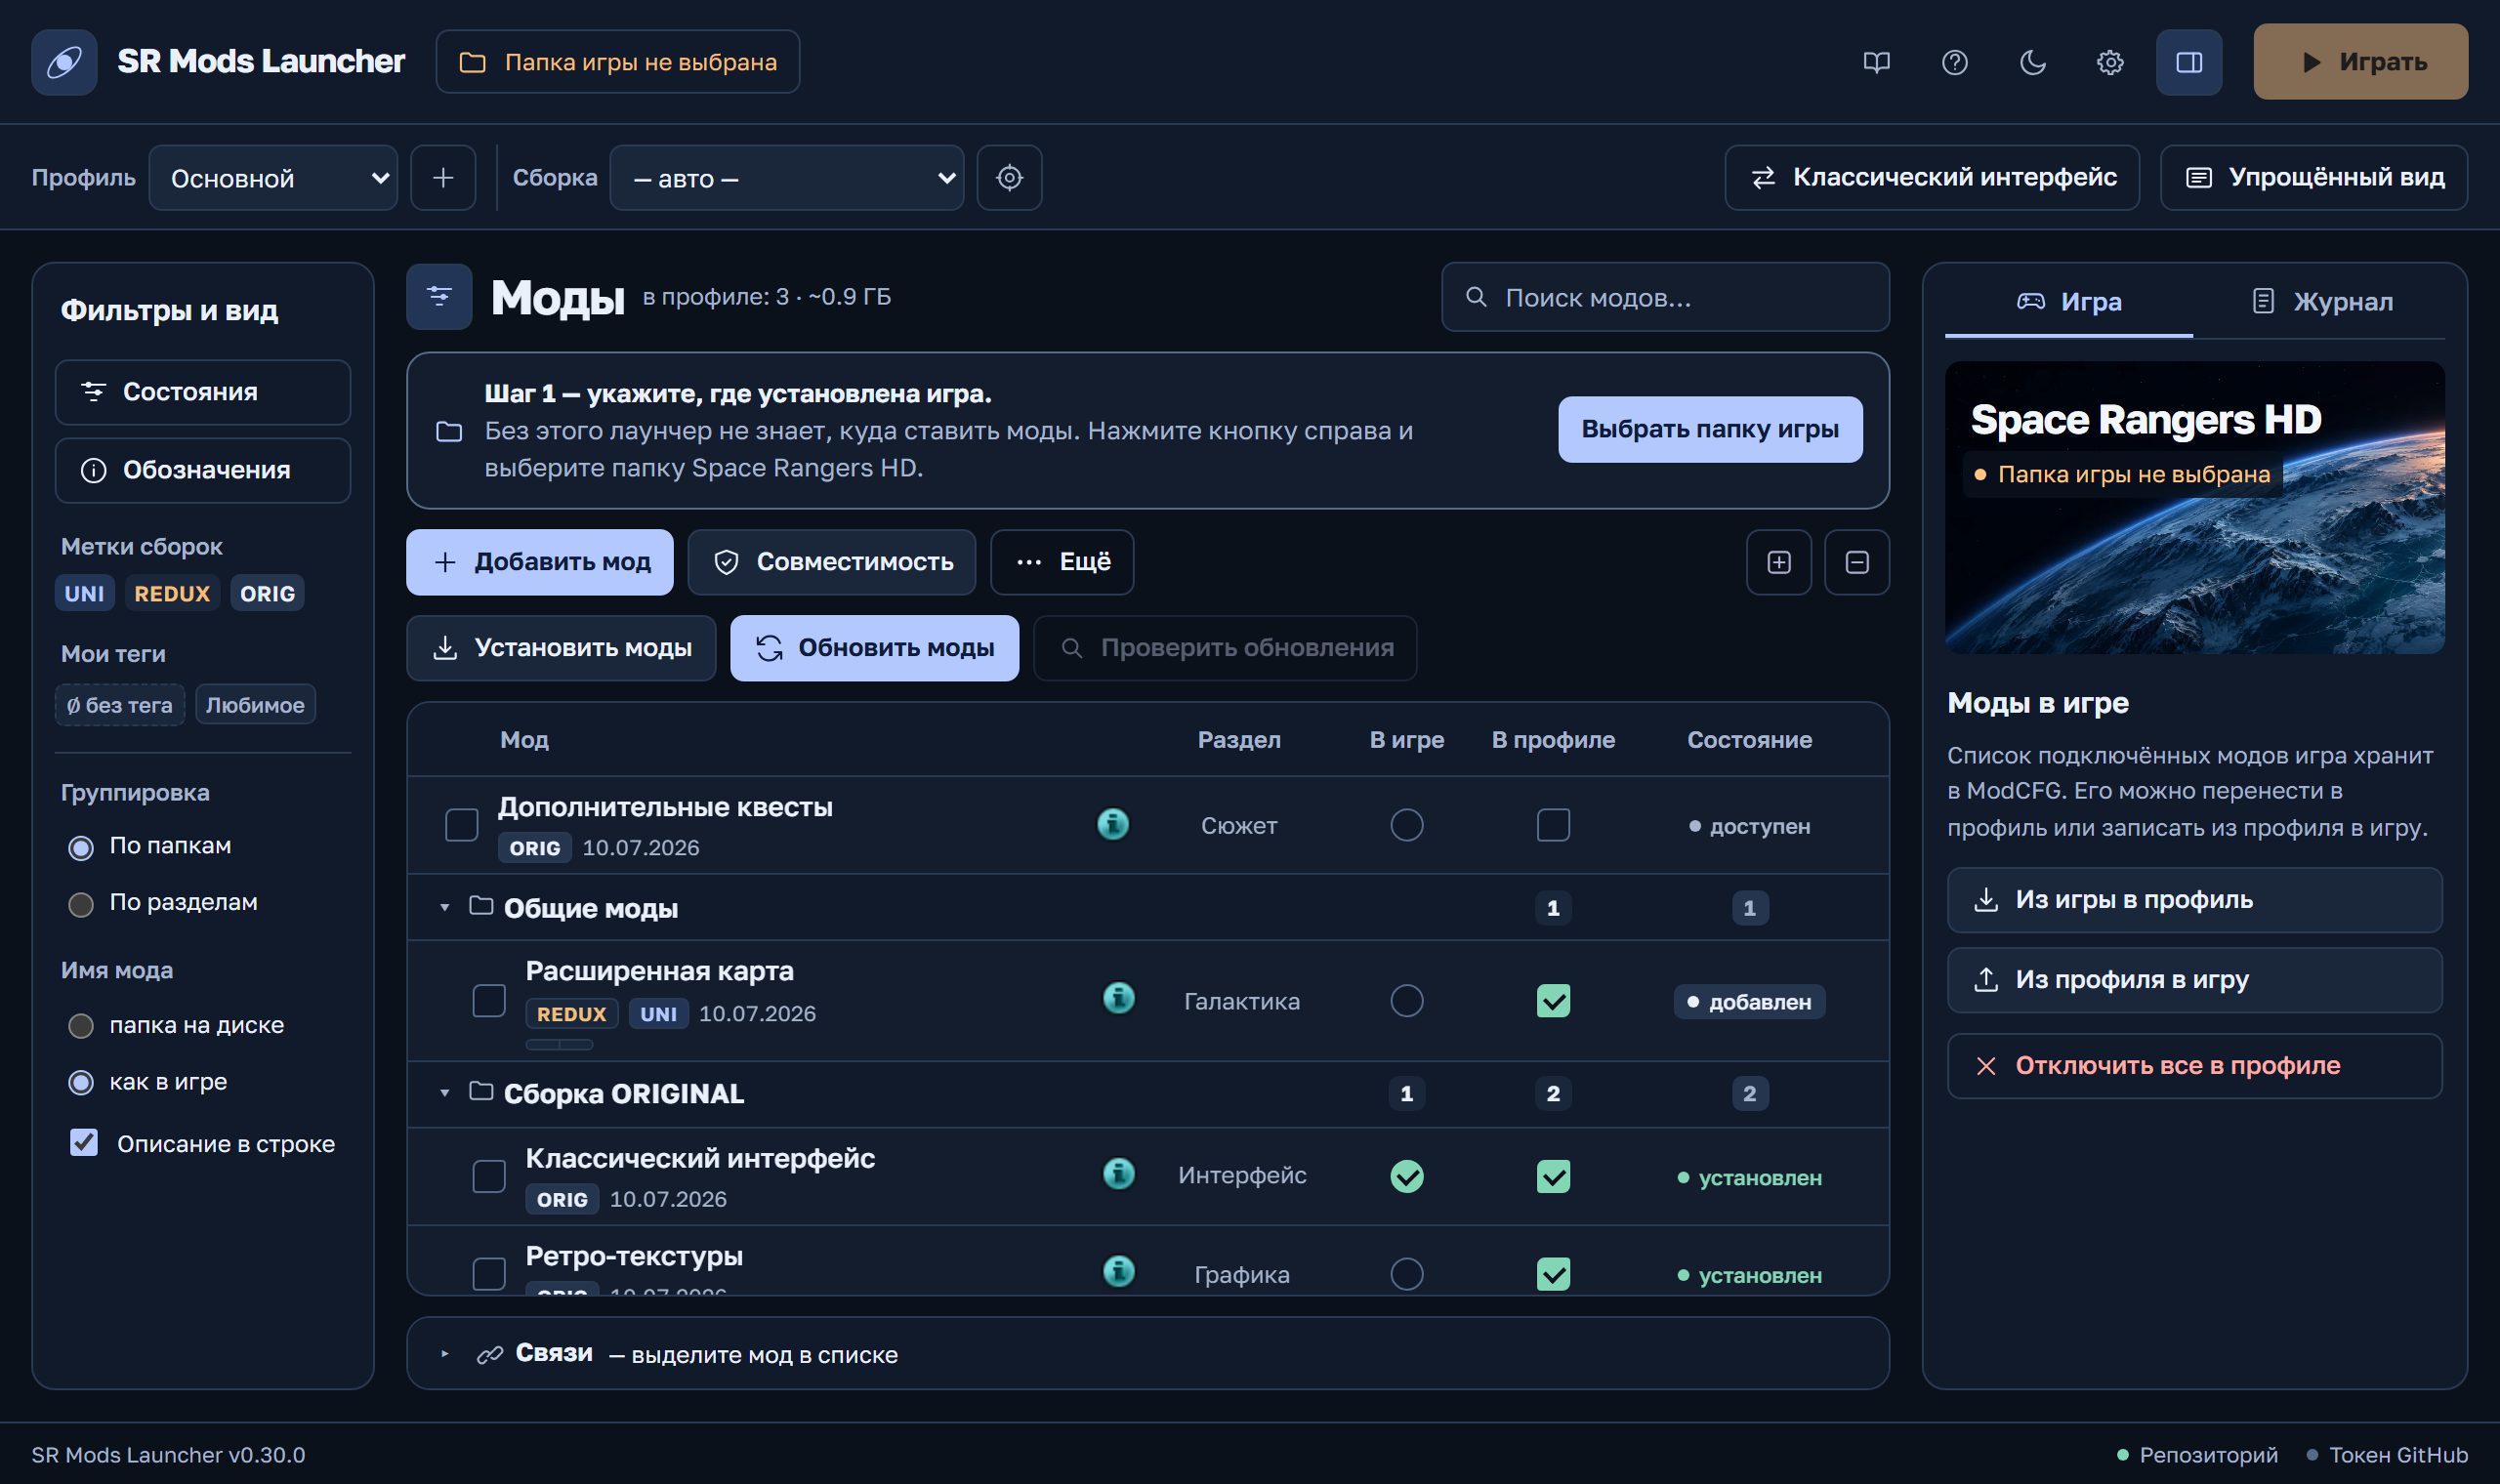 SR Mods Launcher
Папка игры не выбрана
Играть
Профиль
Основной
Сборка
— авто —
Классический интерфейс
Упрощённый вид
Фильтры и вид
Состояния
Обозначения
Метки сборок
UNI REDUX ORIG
Мои теги
Ø без тега Любимое
Группировка
По папкам
По разделам
Имя мода
папка на диске
как в игре
Описание в строке
Моды
в профиле: 3 · ~0.9 ГБ
Поиск модов...
Шаг 1 — укажите, где установлена игра.
Без этого лаунчер не знает, куда ставить моды. Нажмите кнопку справа и
выберите папку Space Rangers HD.
Выбрать папку игры
Добавить мод
Совместимость
Ещё
Установить моды
Обновить моды
Проверить обновления
Мод Раздел В игре В профиле Состояние
Дополнительные квесты
ORIG 10.07.2026
Сюжет
доступен
Общие моды 1 1
Расширенная карта
REDUX UNI 10.07.2026
Галактика
добавлен
Сборка ORIGINAL 1 2 2
Классический интерфейс
ORIG 10.07.2026
Интерфейс
установлен
Ретро-текстуры
ORIG 10.07.2026
Графика
установлен
Связи — выделите мод в списке
Игра
Журнал
Space Rangers HD
Папка игры не выбрана
Моды в игре
Список подключённых модов игра хранит
в ModCFG. Его можно перенести в
профиль или записать из профиля в игру.
Из игры в профиль
Из профиля в игру
Отключить все в профиле
SR Mods Launcher v0.30.0
Репозиторий
Токен GitHub